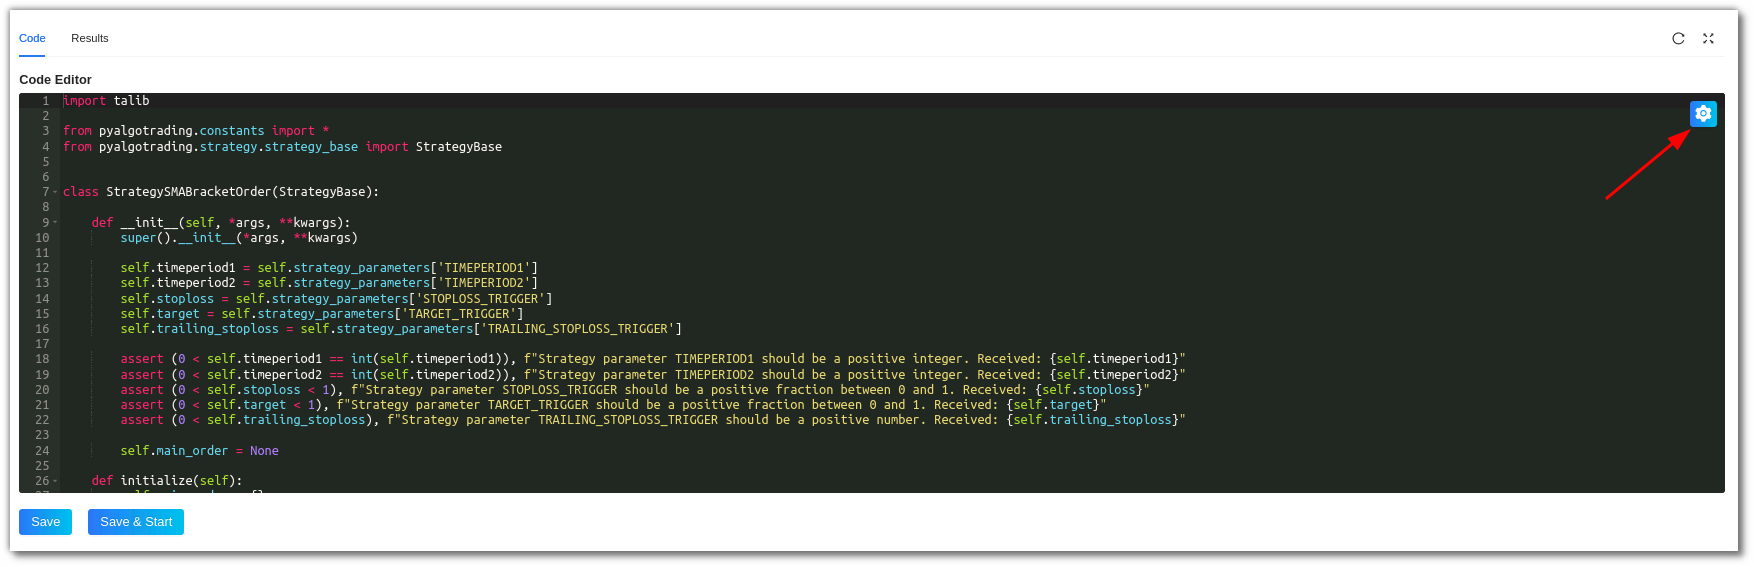 Code Results
Code Editor
1 import talib
2
3 from pyalgotrading.constants import *
4 from pyalgotrading.strategy.strategy_base import StrategyBase
5
6
7 class StrategySMABracketOrder(StrategyBase):
8
9     def __init__(self, *args, **kwargs):
10         super().__init__(*args, **kwargs)
11
12         self.timeperiod1 = self.strategy_parameters['TIMEPERIOD1']
13         self.timeperiod2 = self.strategy_parameters['TIMEPERIOD2']
14         self.stoploss = self.strategy_parameters['STOPLOSS_TRIGGER']
15         self.target = self.strategy_parameters['TARGET_TRIGGER']
16         self.trailing_stoploss = self.strategy_parameters['TRAILING_STOPLOSS_TRIGGER']
17
18         assert (0 < self.timeperiod1 == int(self.timeperiod1)), f"Strategy parameter TIMEPERIOD1 should be a positive integer. Received: {self.timeperiod1}"
19         assert (0 < self.timeperiod2 == int(self.timeperiod2)), f"Strategy parameter TIMEPERIOD2 should be a positive integer. Received: {self.timeperiod2}"
20         assert (0 < self.stoploss < 1), f"Strategy parameter STOPLOSS_TRIGGER should be a positive fraction between 0 and 1. Received: {self.stoploss}"
21         assert (0 < self.target < 1), f"Strategy parameter TARGET_TRIGGER should be a positive fraction between 0 and 1. Received: {self.target}"
22         assert (0 < self.trailing_stoploss), f"Strategy parameter TRAILING_STOPLOSS_TRIGGER should be a positive number. Received: {self.trailing_stoploss}"
23
24         self.main_order = None
25
26     def initialize(self):
Save Save & Start